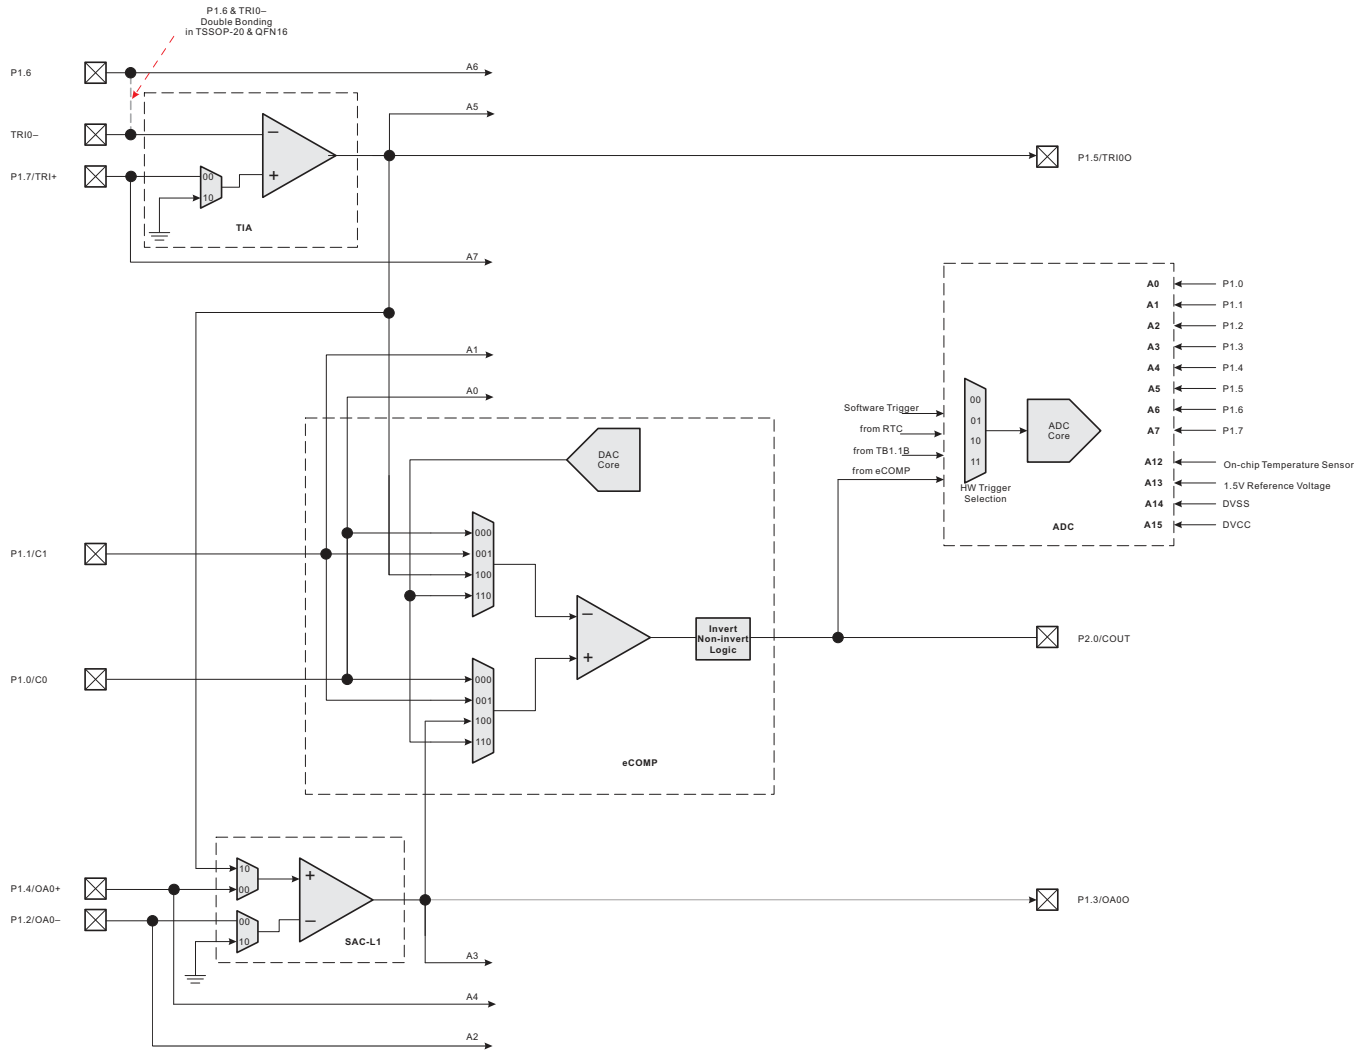 P1.6 & TRI0–
Double Bonding
in TSSOP-20 & QFN16
P1.6
A6
A5
TRI0–
P1.5/TRI0O
P1.7/TRI+
00
10
–
+
TIA
A7
A1
A0
DAC
Core
P1.1/C1
000
001
100
110
–
+
Invert
Non-invert
Logic
P2.0/COUT
P1.0/C0
000
001
100
110
eCOMP
A0 P1.0
A1 P1.1
A2 P1.2
A3 P1.3
A4 P1.4
A5 P1.5
A6 P1.6
A7 P1.7
A12 On-chip Temperature Sensor
A13 1.5V Reference Voltage
A14 DVSS
A15 DVCC
Software Trigger
from RTC
from TB1.1B
from eCOMP
00
01
10
11
HW Trigger
Selection
ADC
Core
ADC
P1.4/OA0+
10
00
P1.2/OA0–
00
10
+
–
SAC-L1
P1.3/OA0O
A3
A4
A2